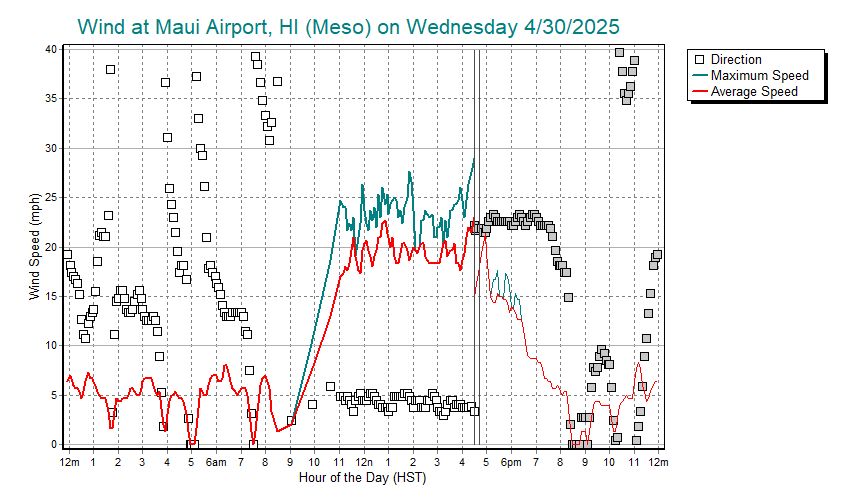 Wind at Maui Airport, HI (Meso) on Wednesday 4/30/2025
40
35
30
25
20
15
10
5
0
Wind Speed (mph)
12m 1 2 3 4 5 6am 7 8 9 10 11 12n 1 2 3 4 5 6pm 7 8 9 10 11 12m
Hour of the Day (HST)
Direction
Maximum Speed
Average Speed